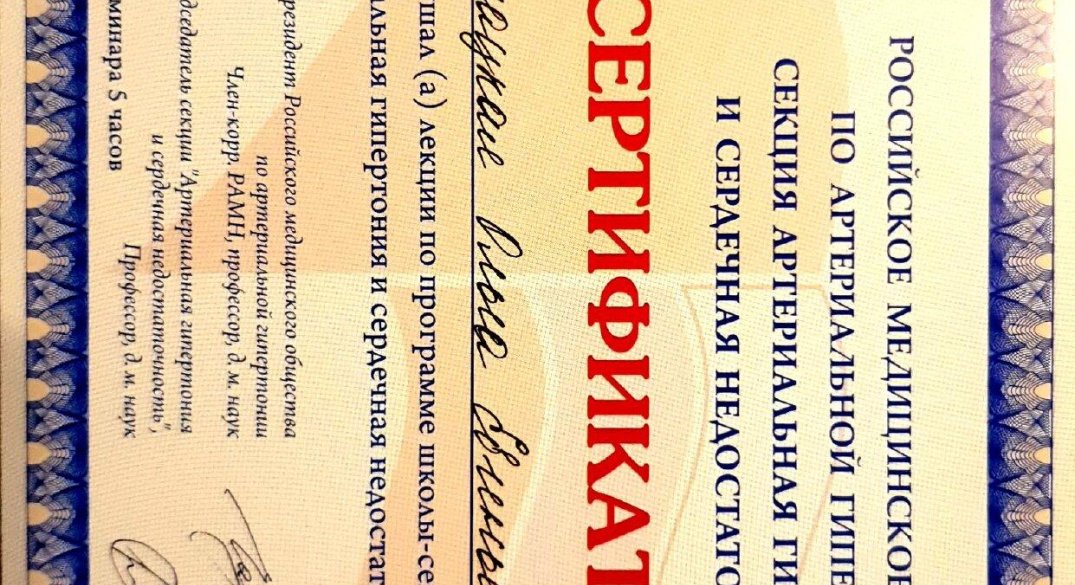 РОССИЙСКОЕ МЕДИЦИНСКОЕ
ПО АРТЕРИАЛЬНОЙ ГИПЕ
СЕКЦИЯ АРТЕРИАЛЬНАЯ ГИ
И СЕРДЕЧНАЯ НЕДОСТАТО
СЕРТИФИКАТ
шал (а) лекции по программе школы-се
альная гипертония и сердечная недостат
резидент Российского медицинского общества
по артериальной гипертонии
Член-корр. РАМН, профессор, д. м. наук
дседатель секции "Артериальная гипертония
и сердечная недостаточность",
Профессор, д. м. наук
минара 5 часов